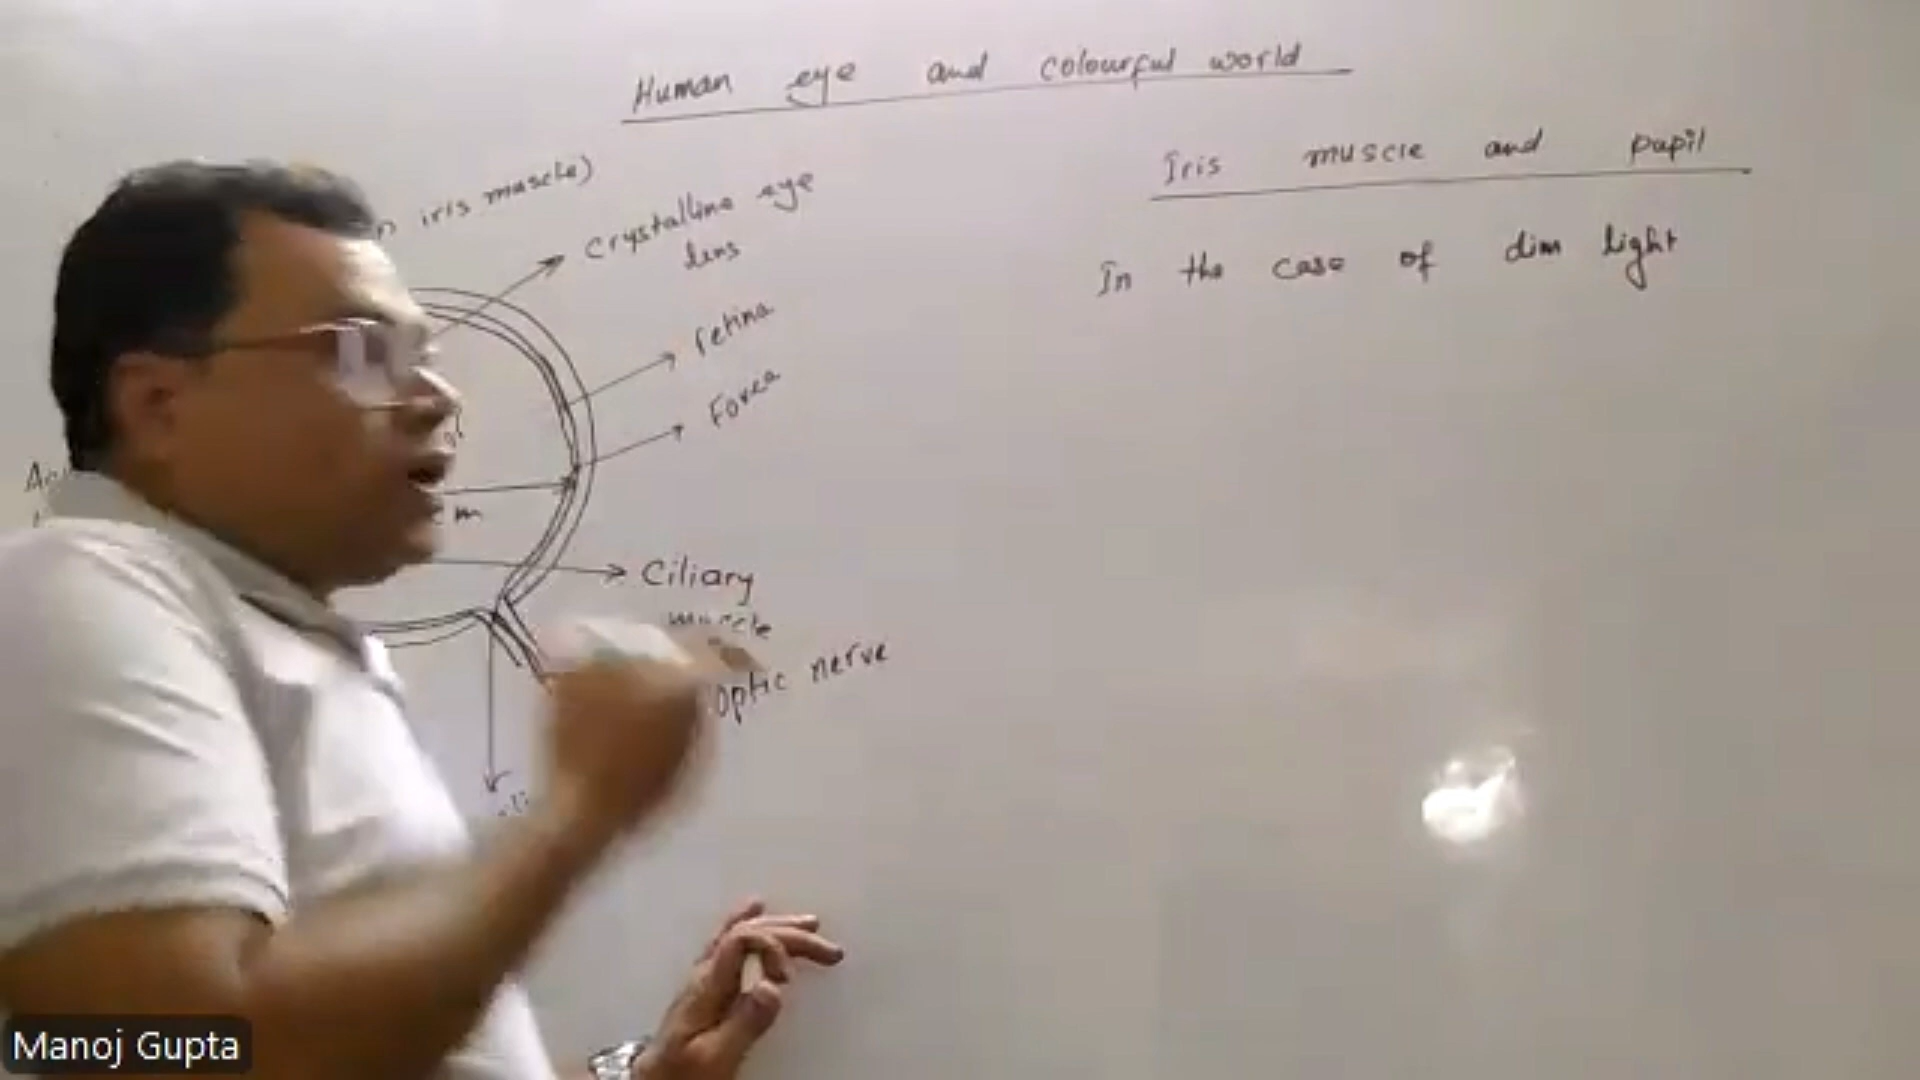 Human eye and colourful world
iris muscle)
Crystalline eye
lens
retina
Fovea
m
Ciliary
muscle
Optic nerve
Iris muscle and pupil
In the case of dim light
Manoj Gupta